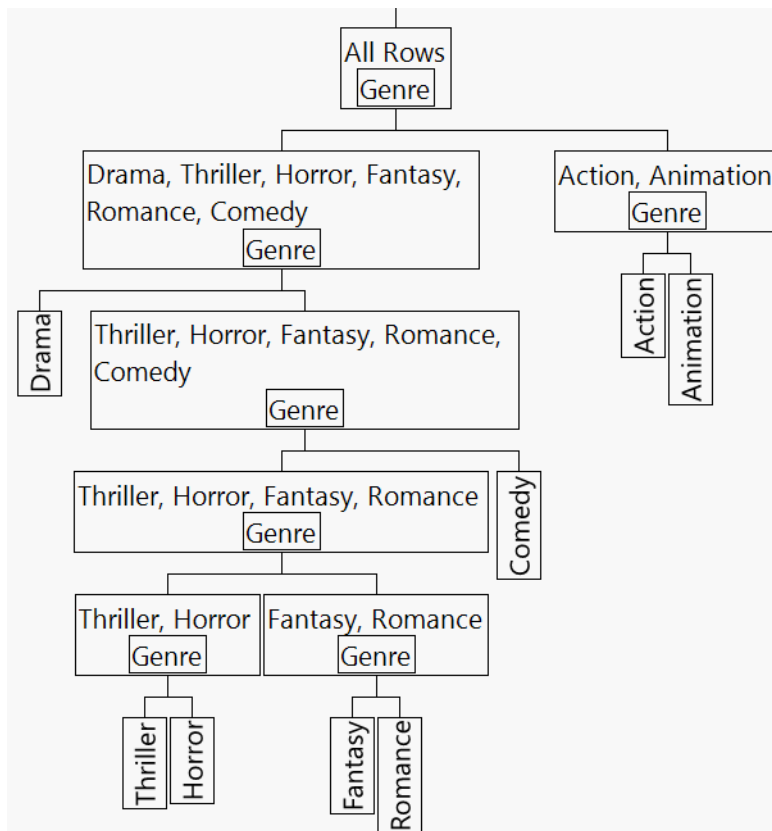 All Rows
Genre
Drama, Thriller, Horror, Fantasy,
Romance, Comedy
Genre
Action, Animation
Genre
Drama
Thriller, Horror, Fantasy, Romance,
Comedy
Genre
Action
Animation
Thriller, Horror, Fantasy, Romance
Genre
Comedy
Thriller, Horror
Genre
Fantasy, Romance
Genre
Thriller
Horror
Fantasy
Romance